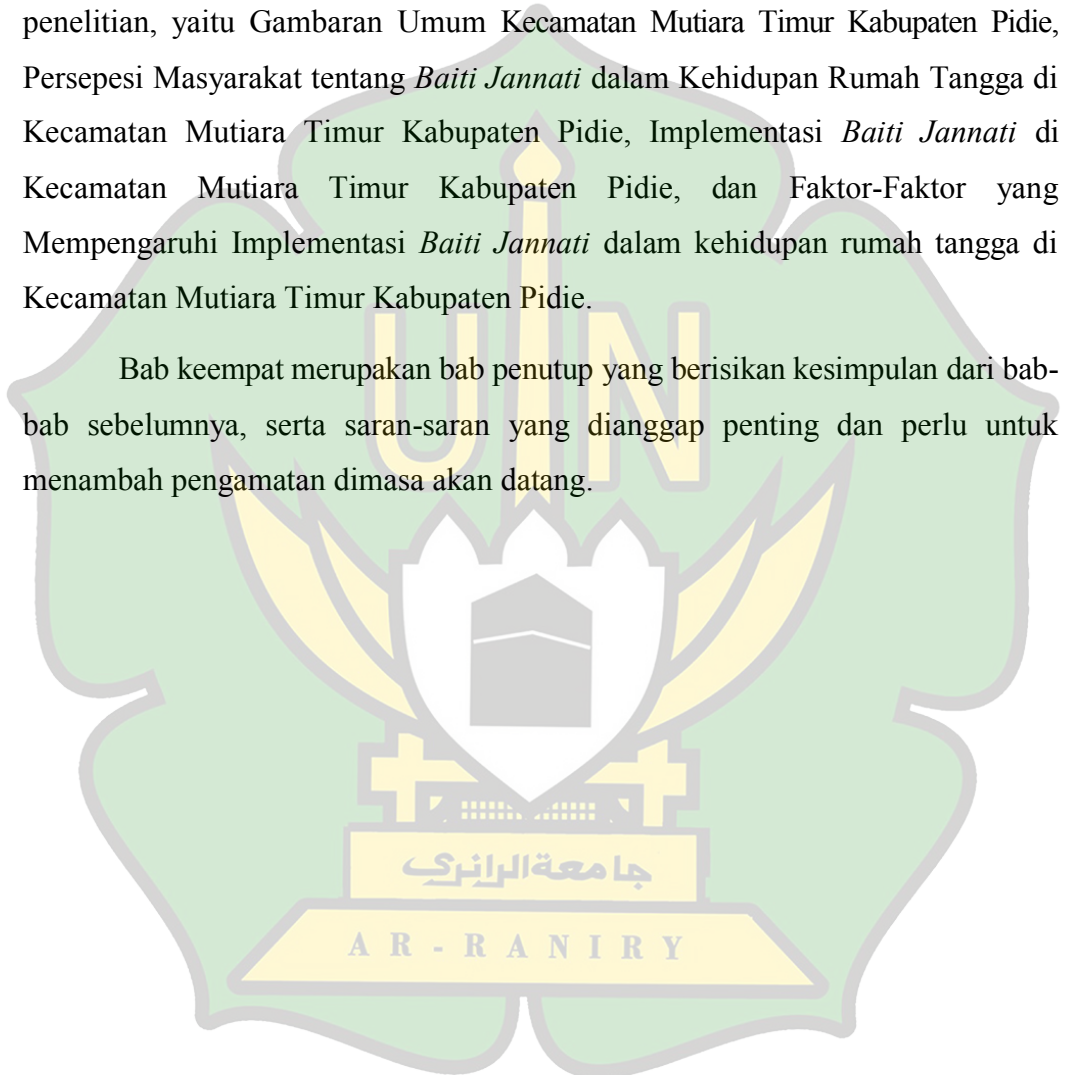 penelitian, yaitu Gambaran Umum Kecamatan Mutiara Timur Kabupaten Pidie,
Persepesi Masyarakat tentang Baiti Jannati dalam Kehidupan Rumah Tangga di
Kecamatan Mutiara Timur Kabupaten Pidie, Implementasi Baiti Jannati di
Kecamatan Mutiara Timur Kabupaten Pidie, dan Faktor-Faktor yang
Mempengaruhi Implementasi Baiti Jannati dalam kehidupan rumah tangga di
Kecamatan Mutiara Timur Kabupaten Pidie.
Bab keempat merupakan bab penutup yang berisikan kesimpulan dari bab-
bab sebelumnya, serta saran-saran yang dianggap penting dan perlu untuk
menambah pengamatan dimasa akan datang.
UIN
جامعةالرانري
AR-RANIRY